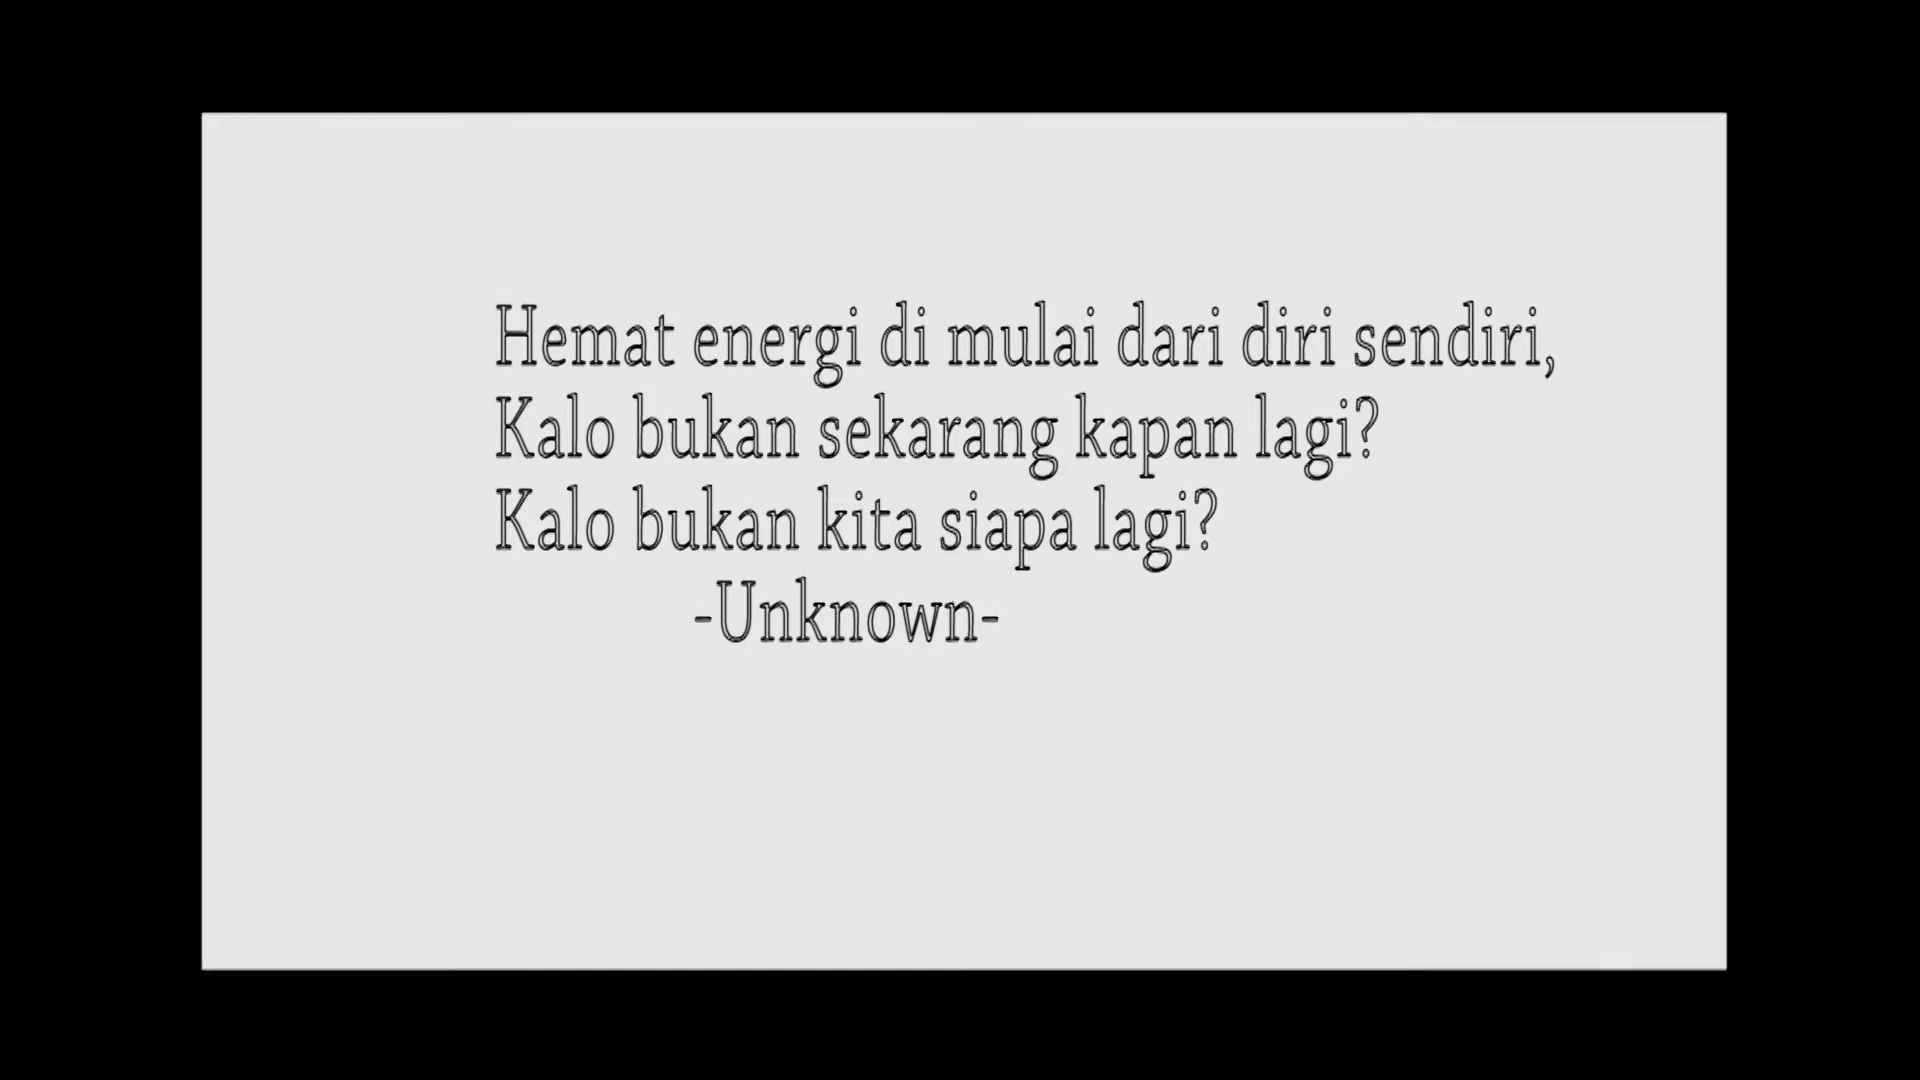 Hemat energi di mulai dari diri sendiri,
Kalo bukan sekarang kapan lagi?
Kalo bukan kita siapa lagi?
-Unknown-